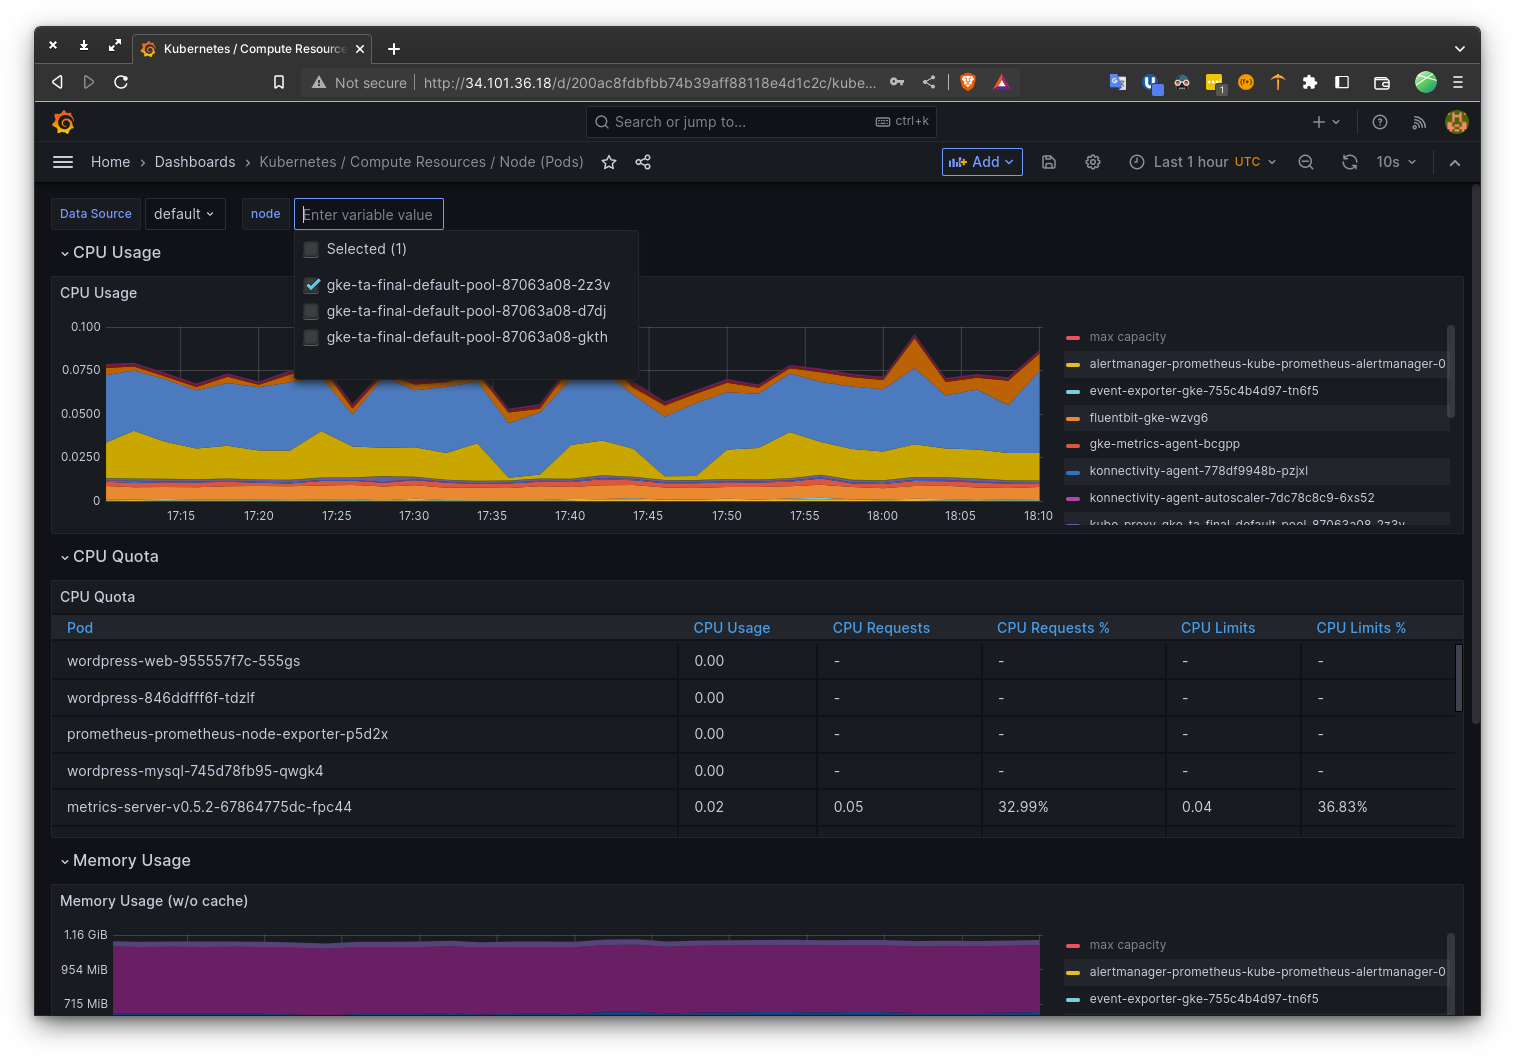 Kubernetes / Compute Resource
Not secure
http://34.101.36.18/d/200ac8fdbfbb74b39aff88118e4d1c2c/kube...
1
Search or jump to...
ctrl+k
Home › Dashboards › Kubernetes / Compute Resources / Node (Pods)
Add
Last 1 hour UTC
10s
Data Source
default
node
Enter variable value
Selected (1)
gke-ta-final-default-pool-87063a08-2z3v
gke-ta-final-default-pool-87063a08-d7dj
gke-ta-final-default-pool-87063a08-gkth
CPU Usage
CPU Usage
0.100
0.0750
0.0500
0.0250
0
17:15 17:20 17:25 17:30 17:35 17:40 17:45 17:50 17:55 18:00 18:05 18:10
max capacity
alertmanager-prometheus-kube-prometheus-alertmanager-0
event-exporter-gke-755c4b4d97-tn6f5
fluentbit-gke-wzvg6
gke-metrics-agent-bcgpp
konnectivity-agent-778df9948b-pzjxl
konnectivity-agent-autoscaler-7dc78c8c9-6xs52
kube-proxy-gke-ta-final-default-pool-87063a08-2z3v
CPU Quota
CPU Quota
Pod CPU Usage CPU Requests CPU Requests % CPU Limits CPU Limits %
wordpress-web-955557f7c-555gs 0.00 - - - -
wordpress-846ddfff6f-tdzlf 0.00 - - - -
prometheus-prometheus-node-exporter-p5d2x 0.00 - - - -
wordpress-mysql-745d78fb95-qwgk4 0.00 - - - -
metrics-server-v0.5.2-67864775dc-fpc44 0.02 0.05 32.99% 0.04 36.83%
Memory Usage
Memory Usage (w/o cache)
1.16 GiB
954 MiB
715 MiB
max capacity
alertmanager-prometheus-kube-prometheus-alertmanager-0
event-exporter-gke-755c4b4d97-tn6f5